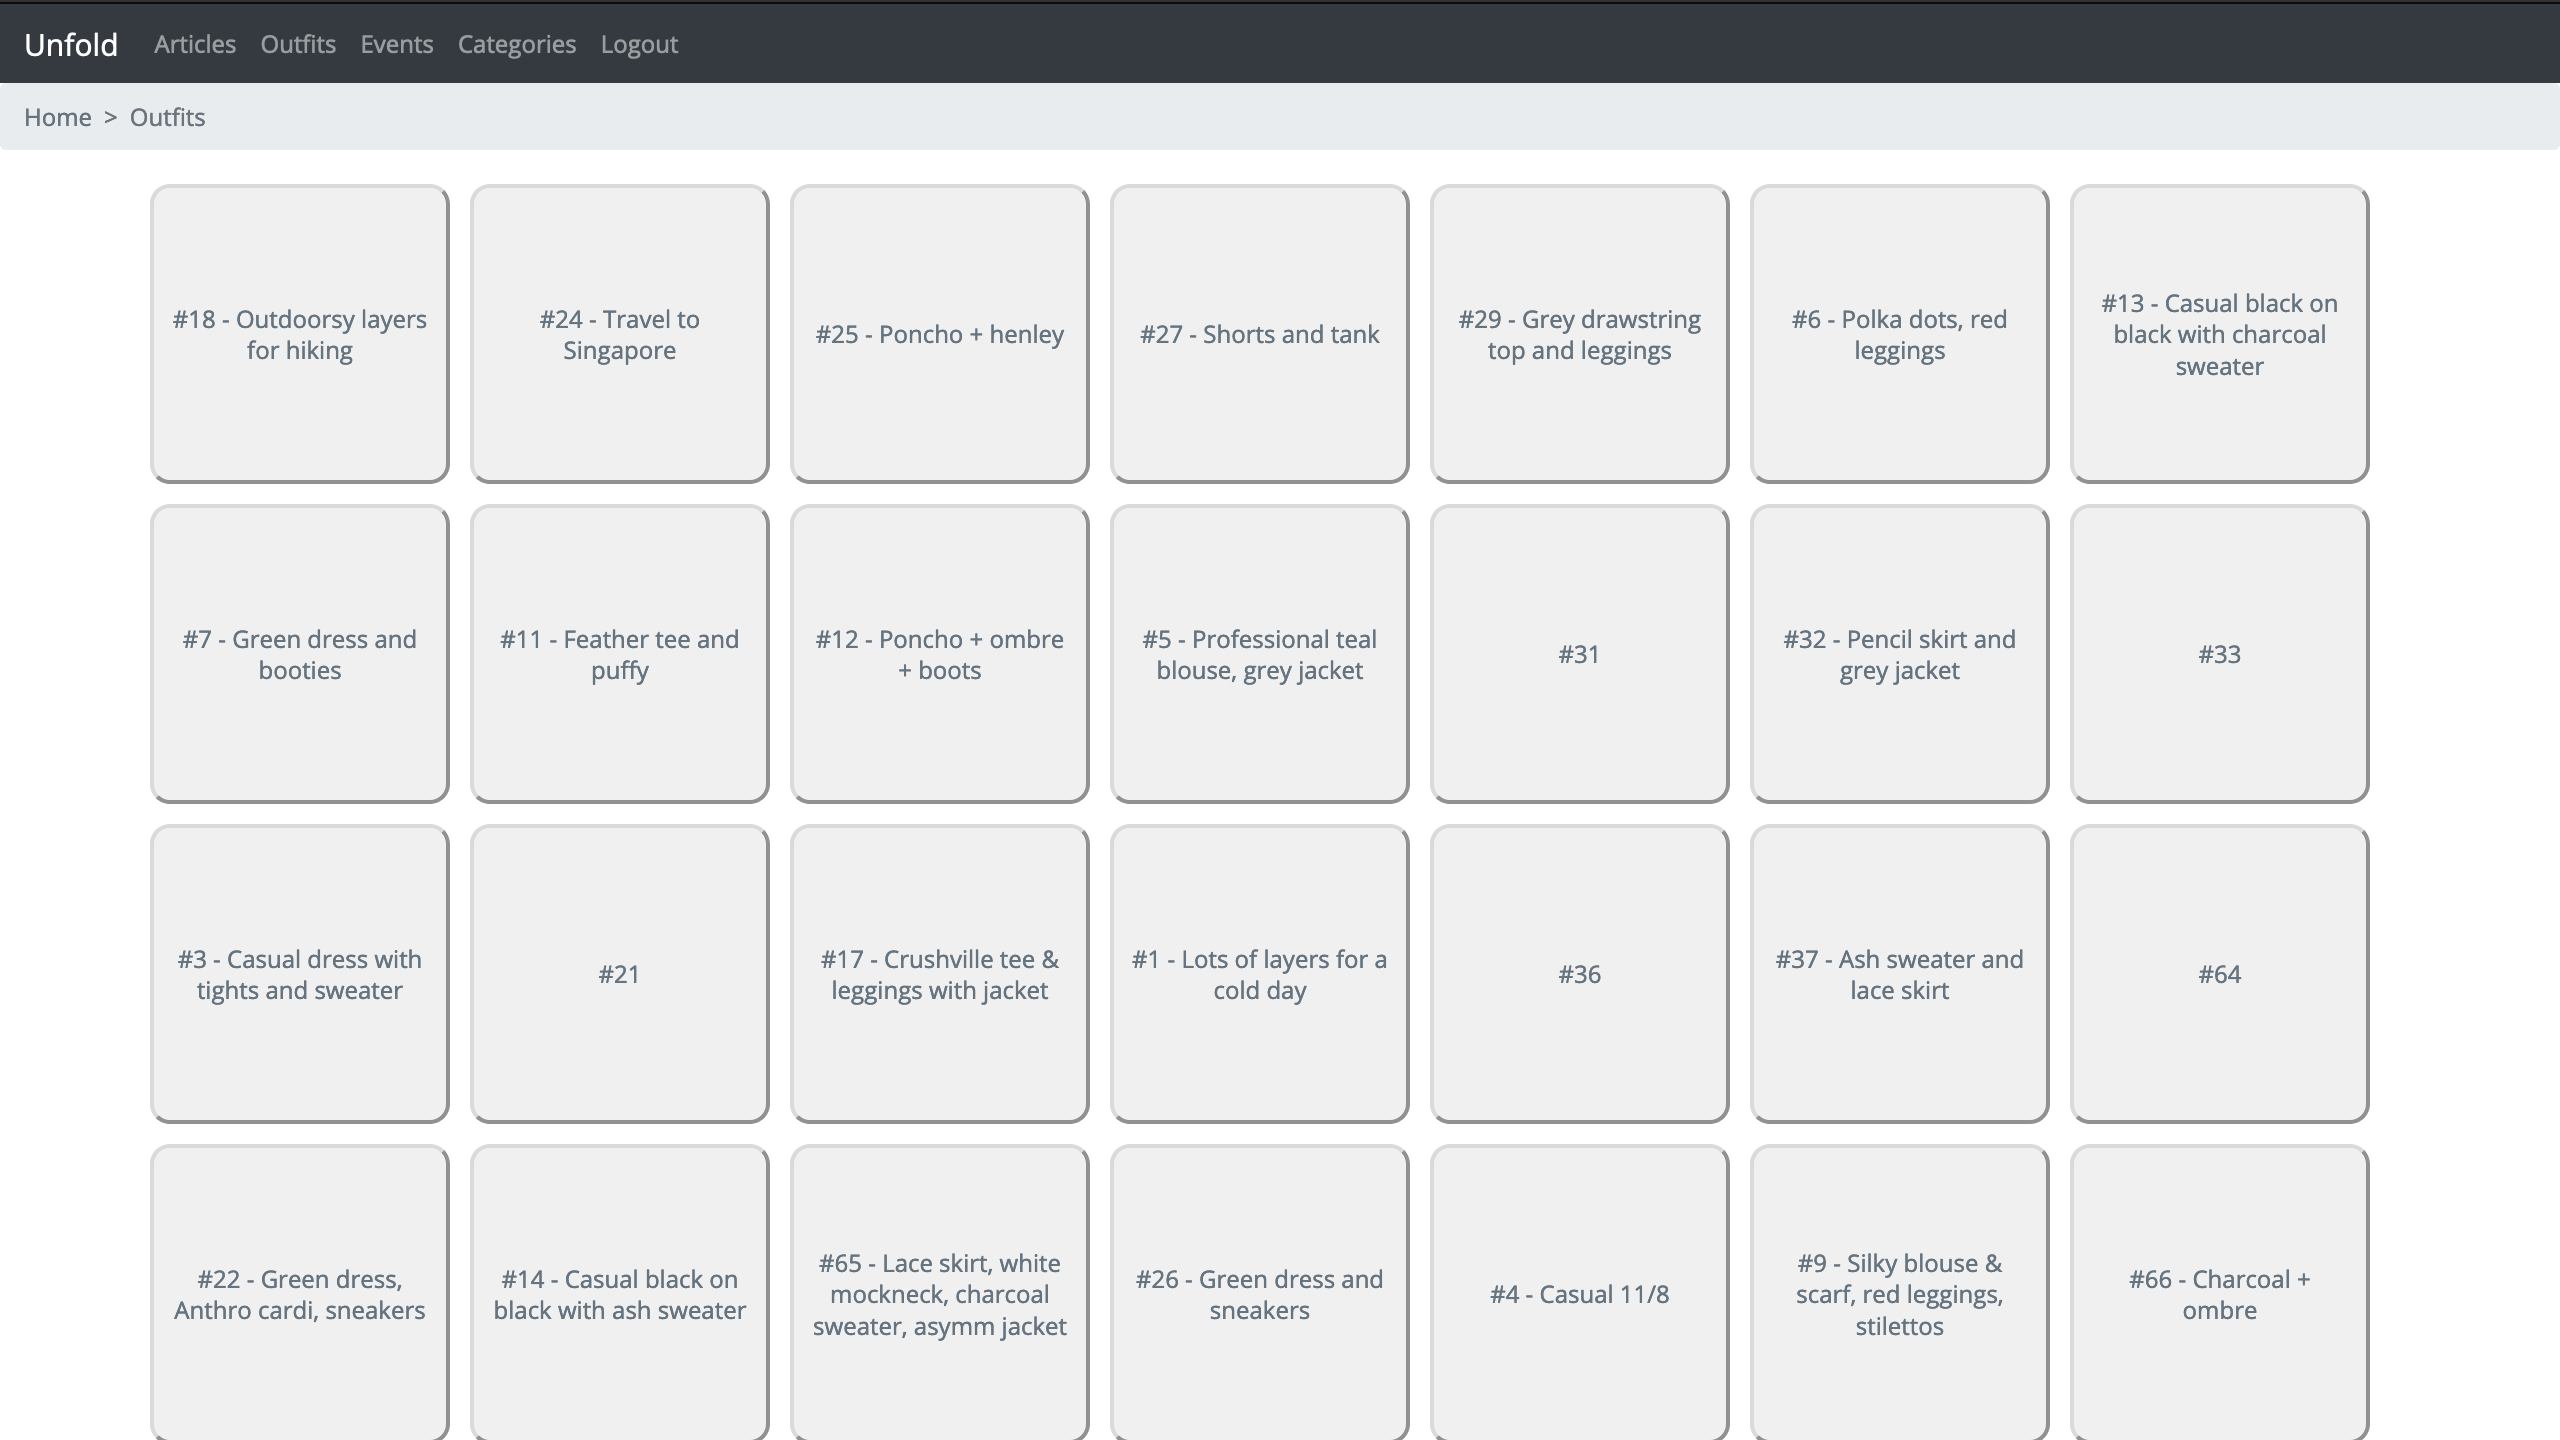 Unfold Articles Outfits Events Categories Logout
Home > Outfits
#18 - Outdoorsy layers
for hiking
#24 - Travel to
Singapore
#25 - Poncho + henley
#27 - Shorts and tank
#29 - Grey drawstring
top and leggings
#6 - Polka dots, red
leggings
#13 - Casual black on
black with charcoal
sweater
#7 - Green dress and
booties
#11 - Feather tee and
puffy
#12 - Poncho + ombre
+ boots
#5 - Professional teal
blouse, grey jacket
#31
#32 - Pencil skirt and
grey jacket
#33
#3 - Casual dress with
tights and sweater
#21
#17 - Crushville tee &
leggings with jacket
#1 - Lots of layers for a
cold day
#36
#37 - Ash sweater and
lace skirt
#64
#22 - Green dress,
Anthro cardi, sneakers
#14 - Casual black on
black with ash sweater
#65 - Lace skirt, white
mockneck, charcoal
sweater, asymm jacket
#26 - Green dress and
sneakers
#4 - Casual 11/8
#9 - Silky blouse &
scarf, red leggings,
stilettos
#66 - Charcoal +
ombre